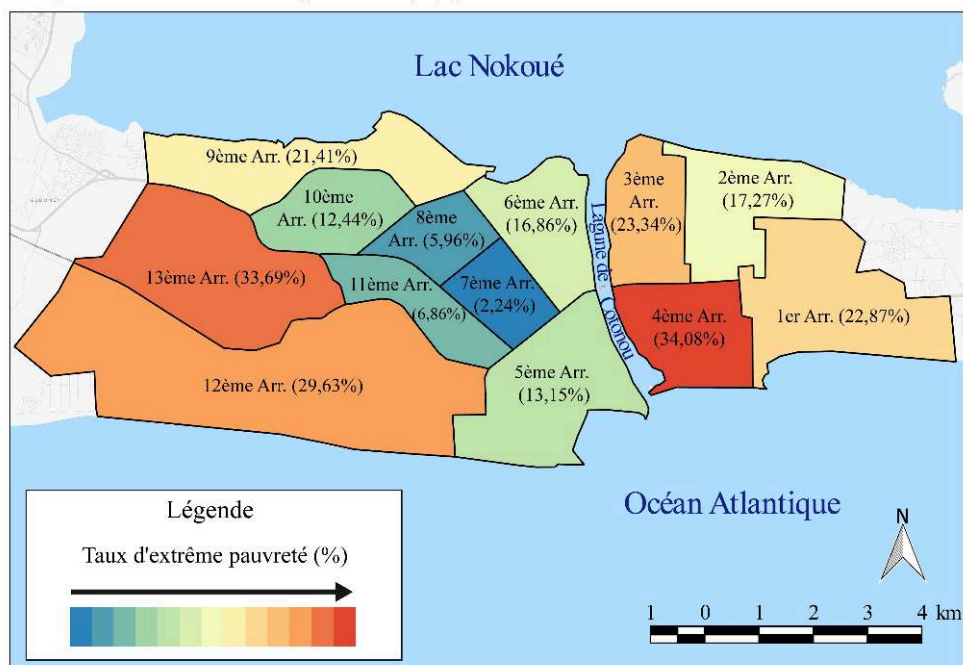 Lac Nokoué
9ème Arr. (21,41%)
10ème
Arr. (12,44%)
8ème
Arr. (5,96%)
6ème Arr.
(16,86%)
3ème
Arr.
(23,34%)
2ème Arr.
(17,27%)
13ème Arr. (33,69%)
11ème Arr.
(6,86%)
7ème Arr.
(2,24%)
Lagune de Cotonou
4ème Arr.
(34,08%)
1er Arr. (22,87%)
12ème Arr. (29,63%)
5ème Arr.
(13,15%)
Océan Atlantique
Légende
Taux d'extrême pauvreté (%)
N
1 0 1 2 3 4 km